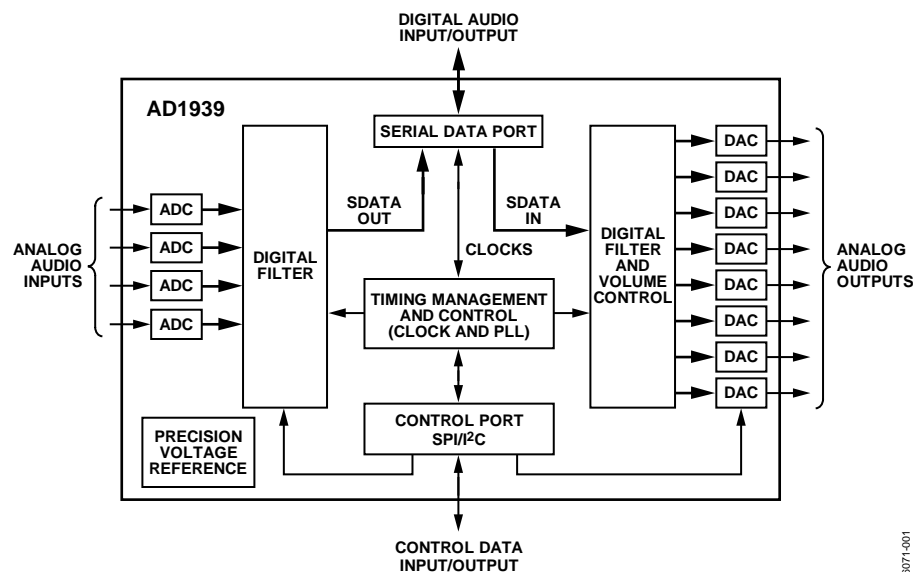 DIGITAL AUDIO
INPUT/OUTPUT
AD1939
SERIAL DATA PORT
SDATA
OUT
SDATA
IN
CLOCKS
ANALOG
AUDIO
INPUTS
ADC
ADC
ADC
ADC
DIGITAL
FILTER
TIMING MANAGEMENT
AND CONTROL
(CLOCK AND PLL)
DIGITAL
FILTER
AND
VOLUME
CONTROL
DAC
DAC
DAC
DAC
DAC
DAC
DAC
DAC
ANALOG
AUDIO
OUTPUTS
PRECISION
VOLTAGE
REFERENCE
CONTROL PORT
SPI/I²C
CONTROL DATA
INPUT/OUTPUT